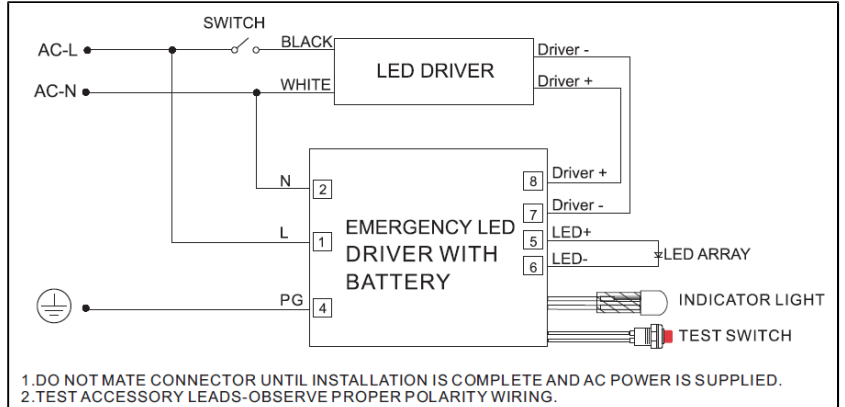 SWITCH
AC-L
BLACK
LED DRIVER
Driver -
AC-N
WHITE
Driver +
N
2
8
Driver +
7
Driver -
L
1
EMERGENCY LED
DRIVER WITH
BATTERY
5
LED+
6
LED-
LED ARRAY
PG
4
INDICATOR LIGHT
TEST SWITCH
1.DO NOT MATE CONNECTOR UNTIL INSTALLATION IS COMPLETE AND AC POWER IS SUPPLIED.
2.TEST ACCESSORY LEADS-OBSERVE PROPER POLARITY WIRING.